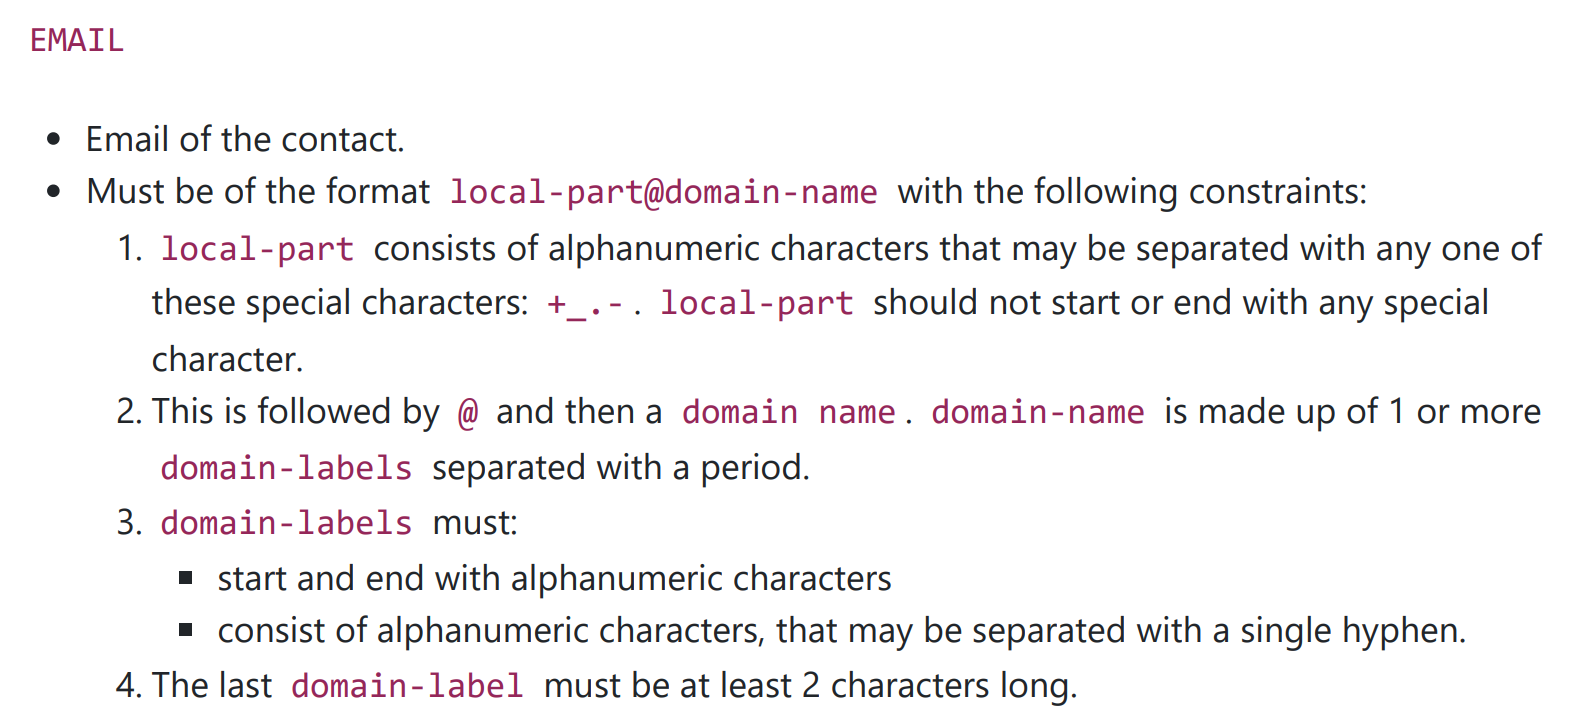 EMAIL
• Email of the contact.
• Must be of the format local-part@domain-name with the following constraints:
1. local-part consists of alphanumeric characters that may be separated with any one of
these special characters: +_.-. local-part should not start or end with any special
character.
2. This is followed by @ and then a domain name. domain-name is made up of 1 or more
domain-labels separated with a period.
3. domain-labels must:
▪ start and end with alphanumeric characters
▪ consist of alphanumeric characters, that may be separated with a single hyphen.
4. The last domain-label must be at least 2 characters long.